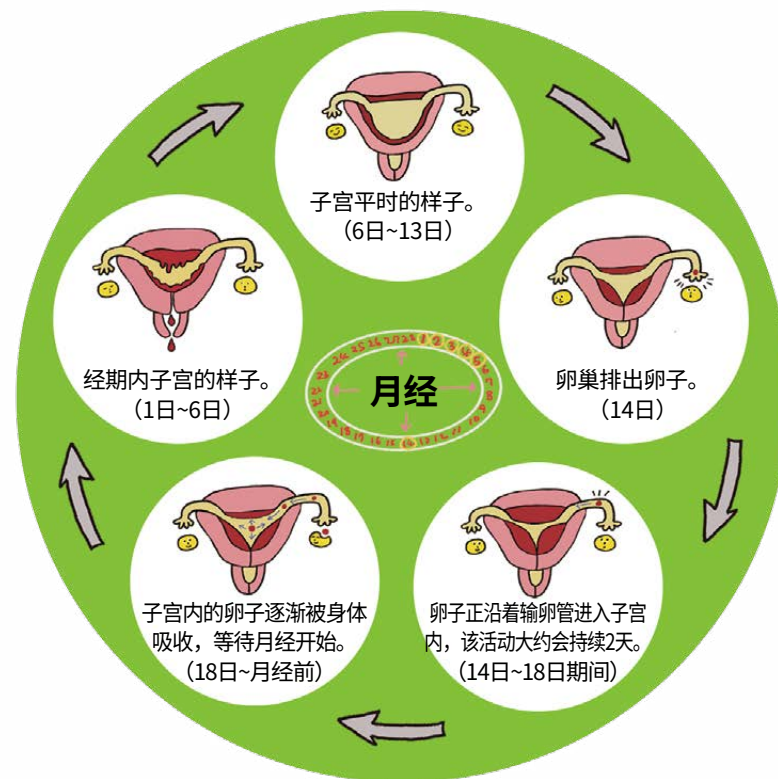 子宫平时的样子。
（6日~13日）
经期内子宫的样子。
（1日~6日）
卵巢排出卵子。
（14日）
月经
子宫内的卵子逐渐被身体
吸收，等待月经开始。
（18日~月经前）
卵子正沿着输卵管进入子宫
内，该活动大约会持续2天。
（14日~18日期间）